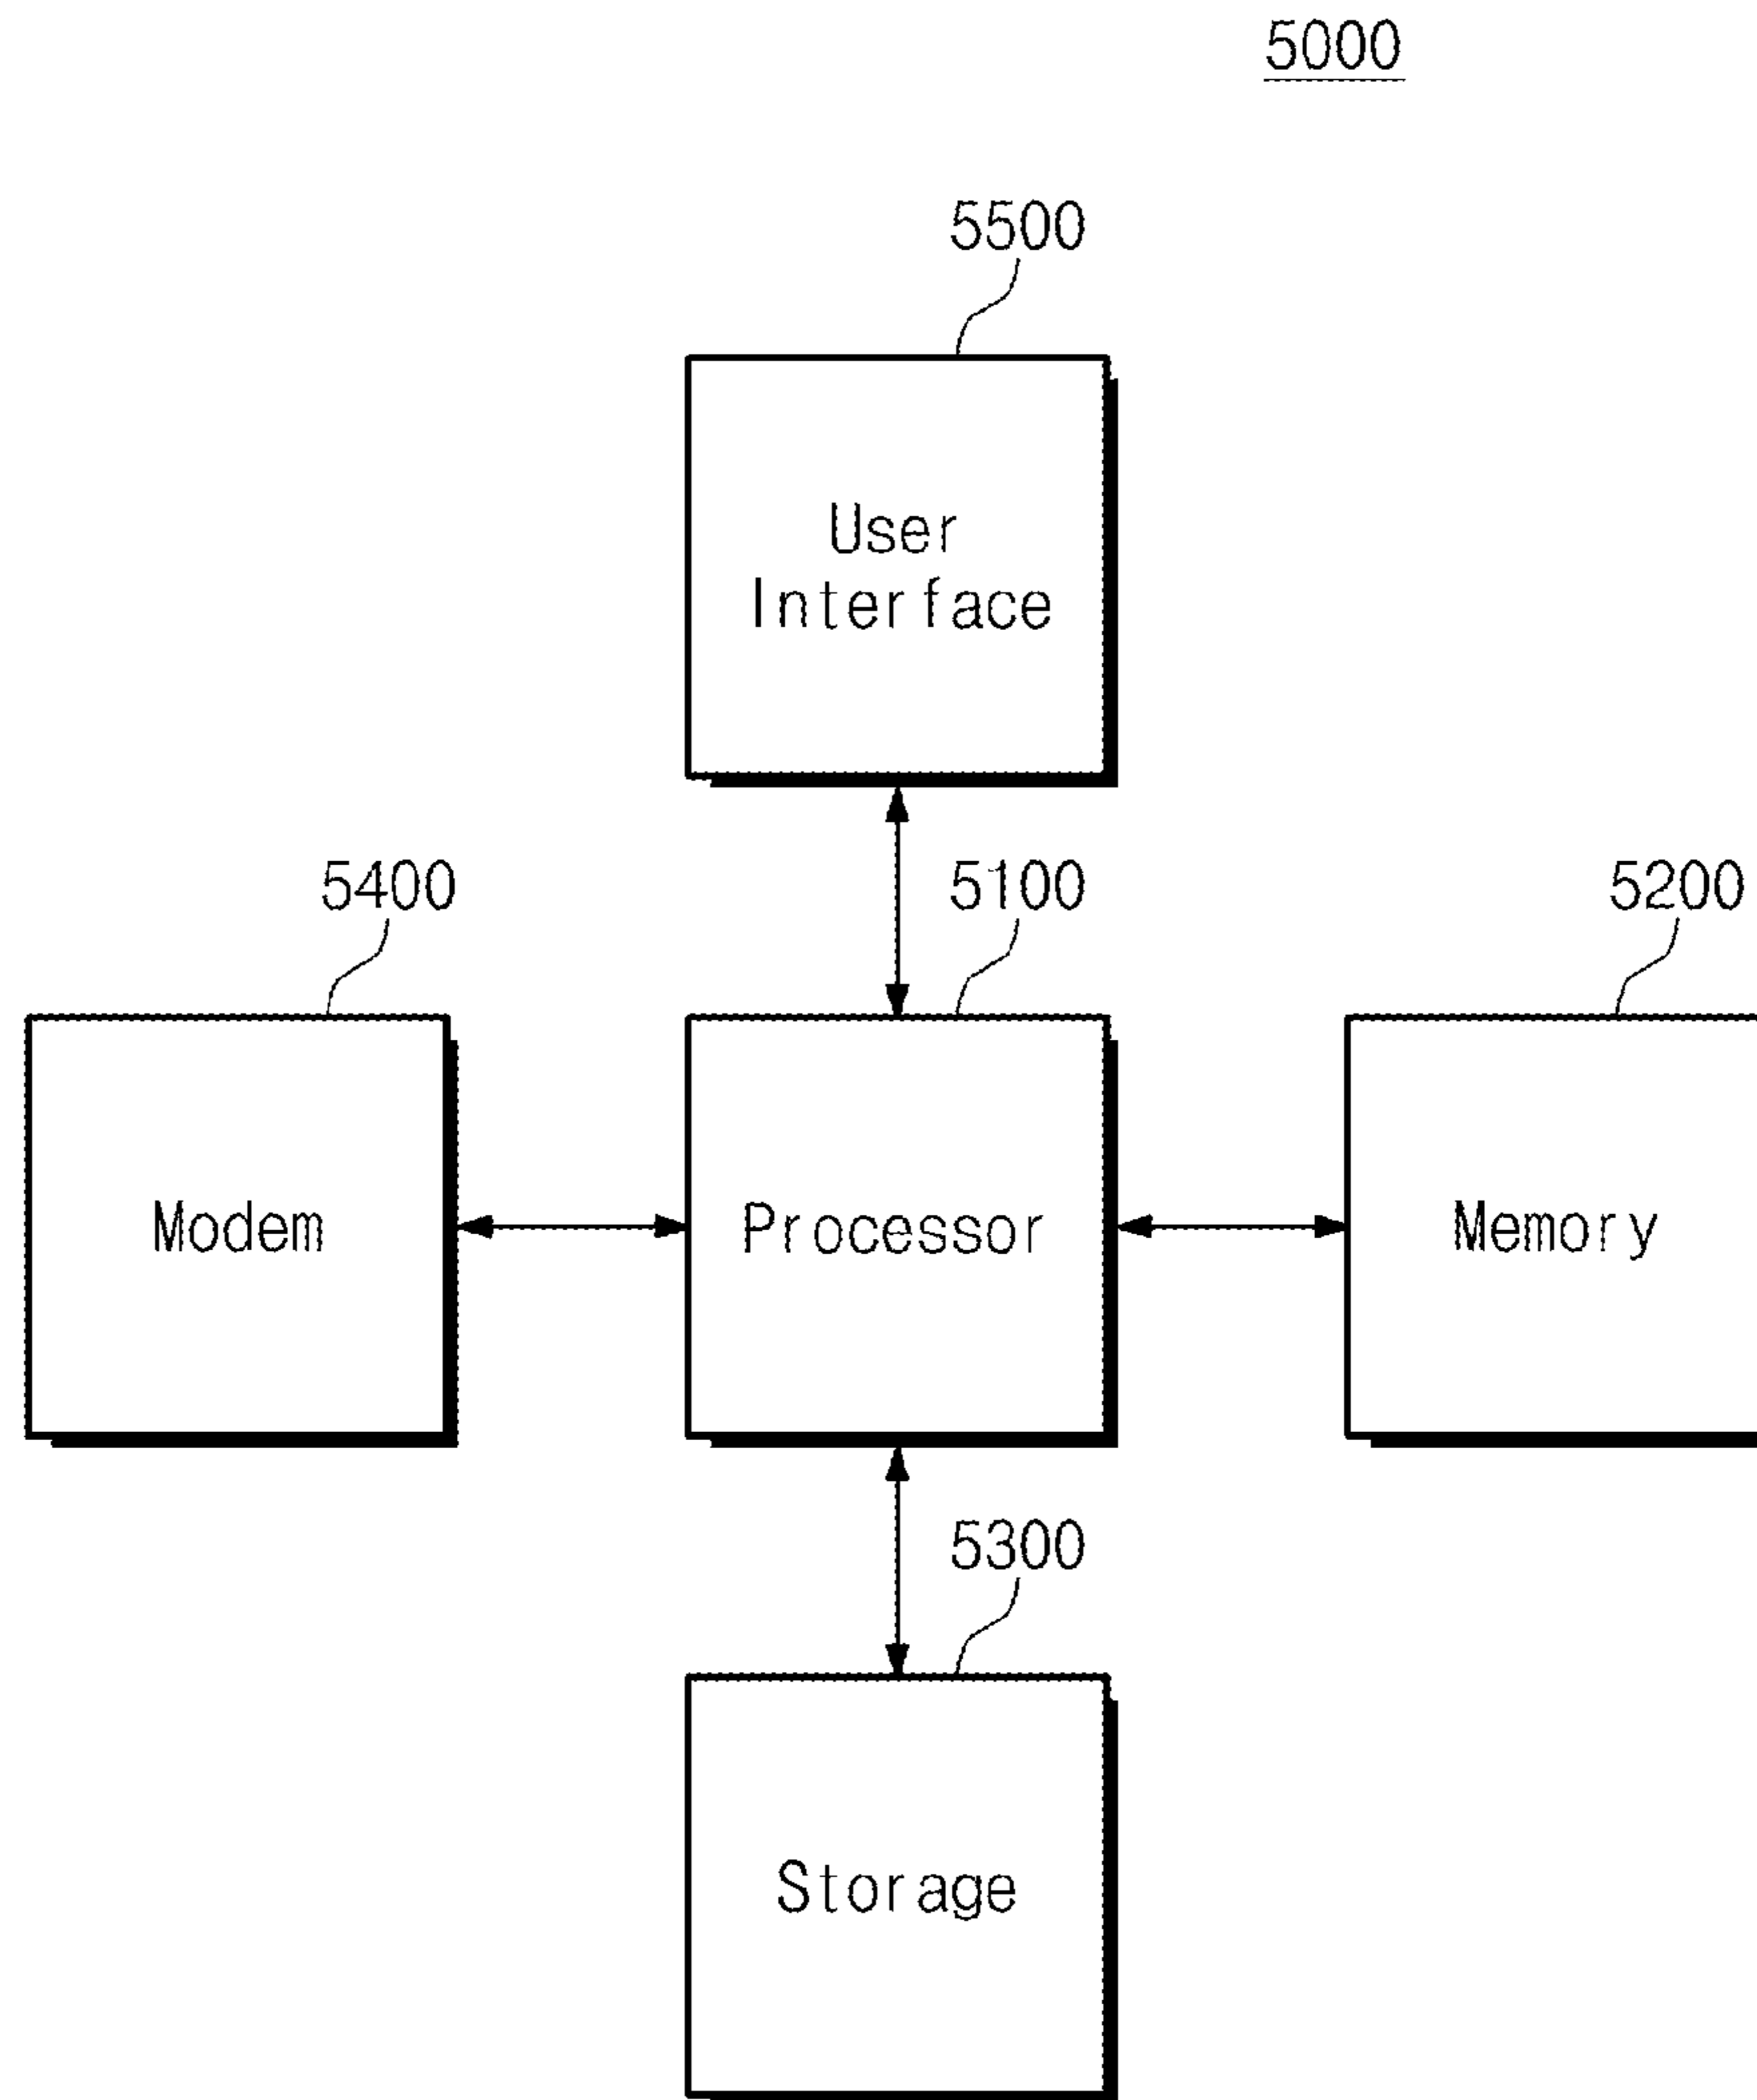 5000
5500
User
Interface
5400
5100
5200
Modem
Processor
Memory
5300
Storage